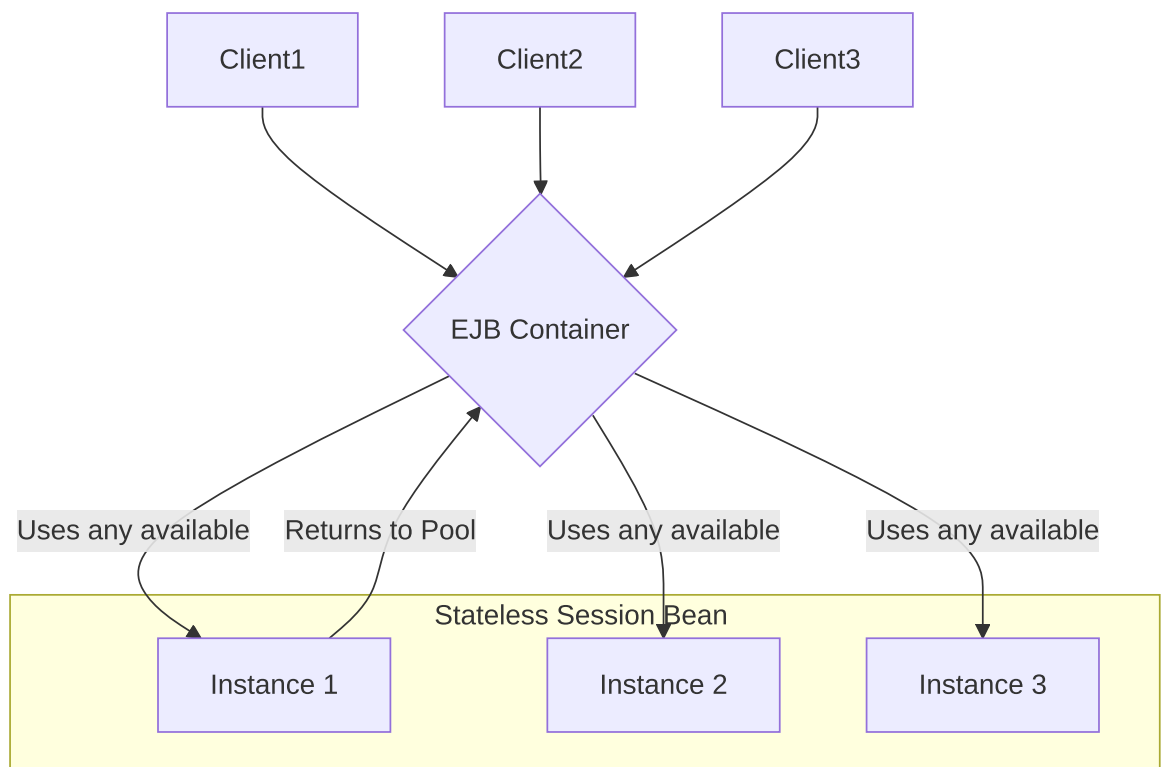 Client1
Client2
Client3
EJB Container
Uses any available
Returns to Pool
Uses any available
Uses any available
Stateless Session Bean
Instance 1
Instance 2
Instance 3